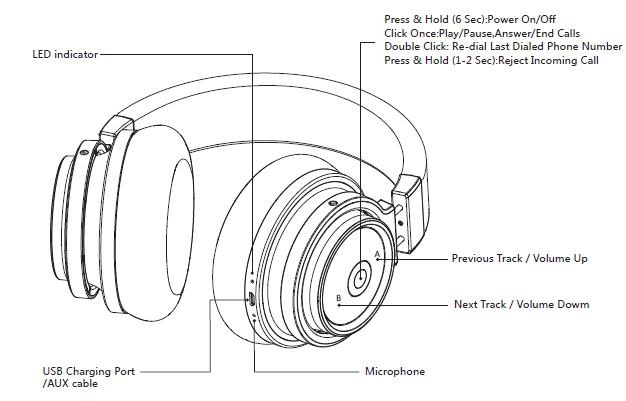 Press & Hold (6 Sec):Power On/Off
Click Once:Play/Pause,Answer/End Calls
Double Click: Re-dial Last Dialed Phone Number
Press & Hold (1-2 Sec):Reject Incoming Call
LED indicator
A
Previous Track / Volume Up
B
Next Track / Volume Dowm
USB Charging Port
/AUX cable
Microphone